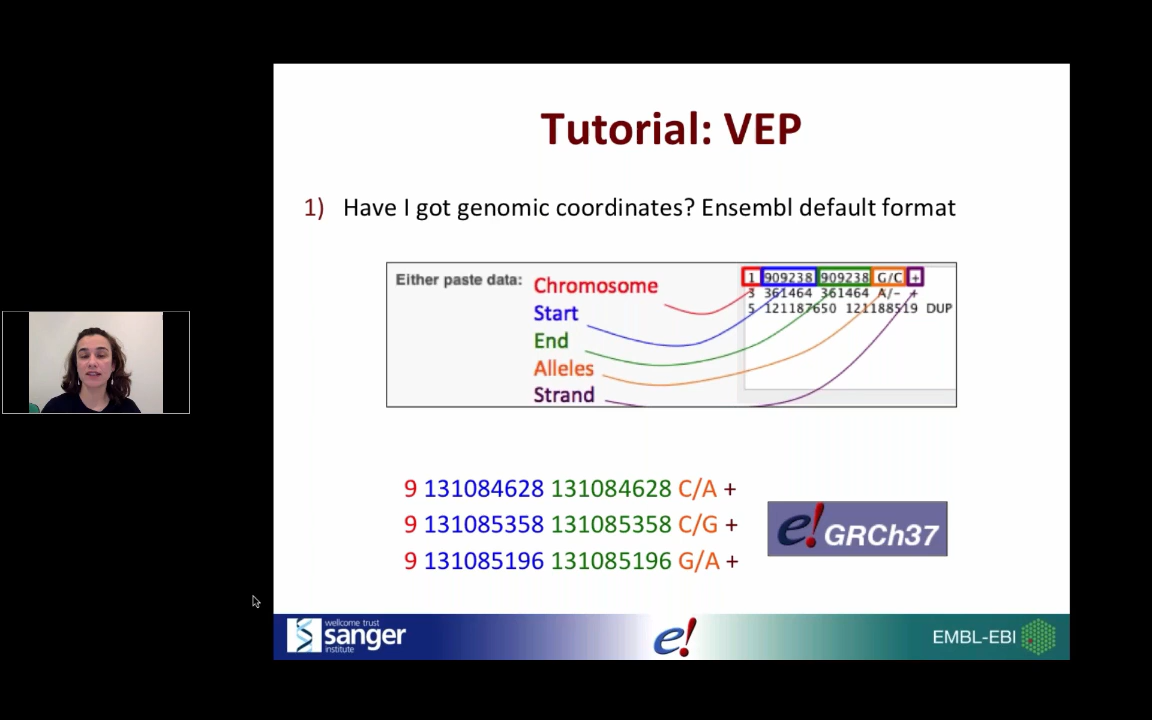 Tutorial: VEP
1) Have I got genomic coordinates? Ensembl default format
Either paste data:
Chromosome
Start
End
Alleles
Strand
1 909238 909238 G/C +
3 361464 361464 A/- +
5 121187650 121188519 DUP
9 131084628 131084628 C/A +
9 131085358 131085358 C/G +
9 131085196 131085196 G/A +
e! GRCh37
wellcome trust
sanger
institute
e!
EMBL-EBI